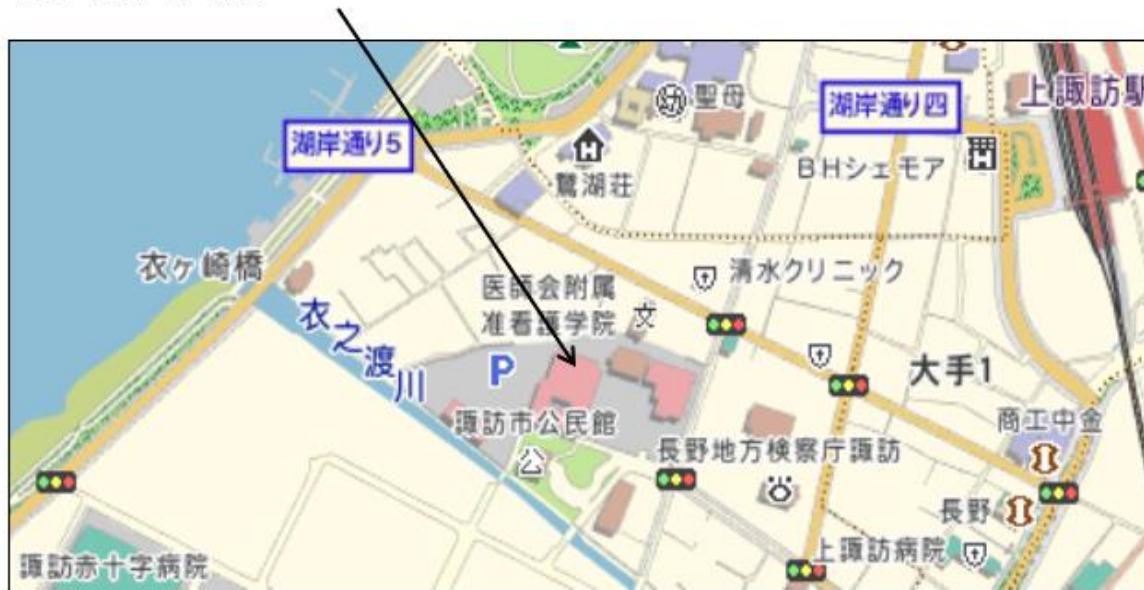 聖母
湖岸通り四
上諏訪駅
湖岸通り5
BHシェモア
鷺湖荘
衣ヶ崎橋
清水クリニック
医師会附属
准看護学院
文
衣之渡川
P
大手1
諏訪市公民館
商工中金
公
長野地方検察庁諏訪
長野
上諏訪病院
諏訪赤十字病院